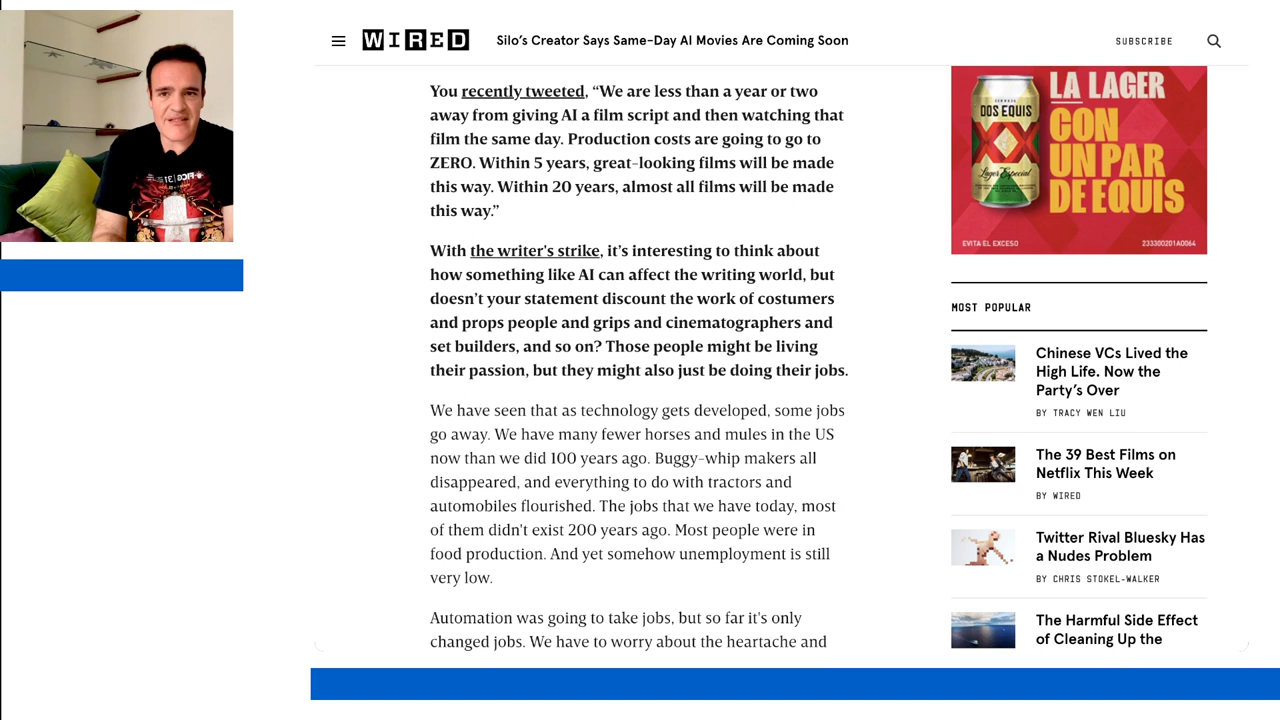 WIRED
Silo's Creator Says Same-Day AI Movies Are Coming Soon
SUBSCRIBE
You recently tweeted, “We are less than a year or two
away from giving AI a film script and then watching that
film the same day. Production costs are going to go to
ZERO. Within 5 years, great-looking films will be made
this way. Within 20 years, almost all films will be made
this way.”
With the writer's strike, it’s interesting to think about
how something like AI can affect the writing world, but
doesn’t your statement discount the work of costumers
and props people and grips and cinematographers and
set builders, and so on? Those people might be living
their passion, but they might also just be doing their jobs.
We have seen that as technology gets developed, some jobs
go away. We have many fewer horses and mules in the US
now than we did 100 years ago. Buggy-whip makers all
disappeared, and everything to do with tractors and
automobiles flourished. The jobs that we have today, most
of them didn't exist 200 years ago. Most people were in
food production. And yet somehow unemployment is still
very low.
Automation was going to take jobs, but so far it's only
changed jobs. We have to worry about the heartache and
LA LAGER
CON
UN PAR
DE EQUIS
DOS EQUIS
Lager Especial
EVITA EL EXCESO
233300201A0064
MOST POPULAR
Chinese VCs Lived the
High Life. Now the
Party’s Over
BY TRACY WEN LIU
The 39 Best Films on
Netflix This Week
BY WIRED
Twitter Rival Bluesky Has
a Nudes Problem
BY CHRIS STOKEL-WALKER
The Harmful Side Effect
of Cleaning Up the